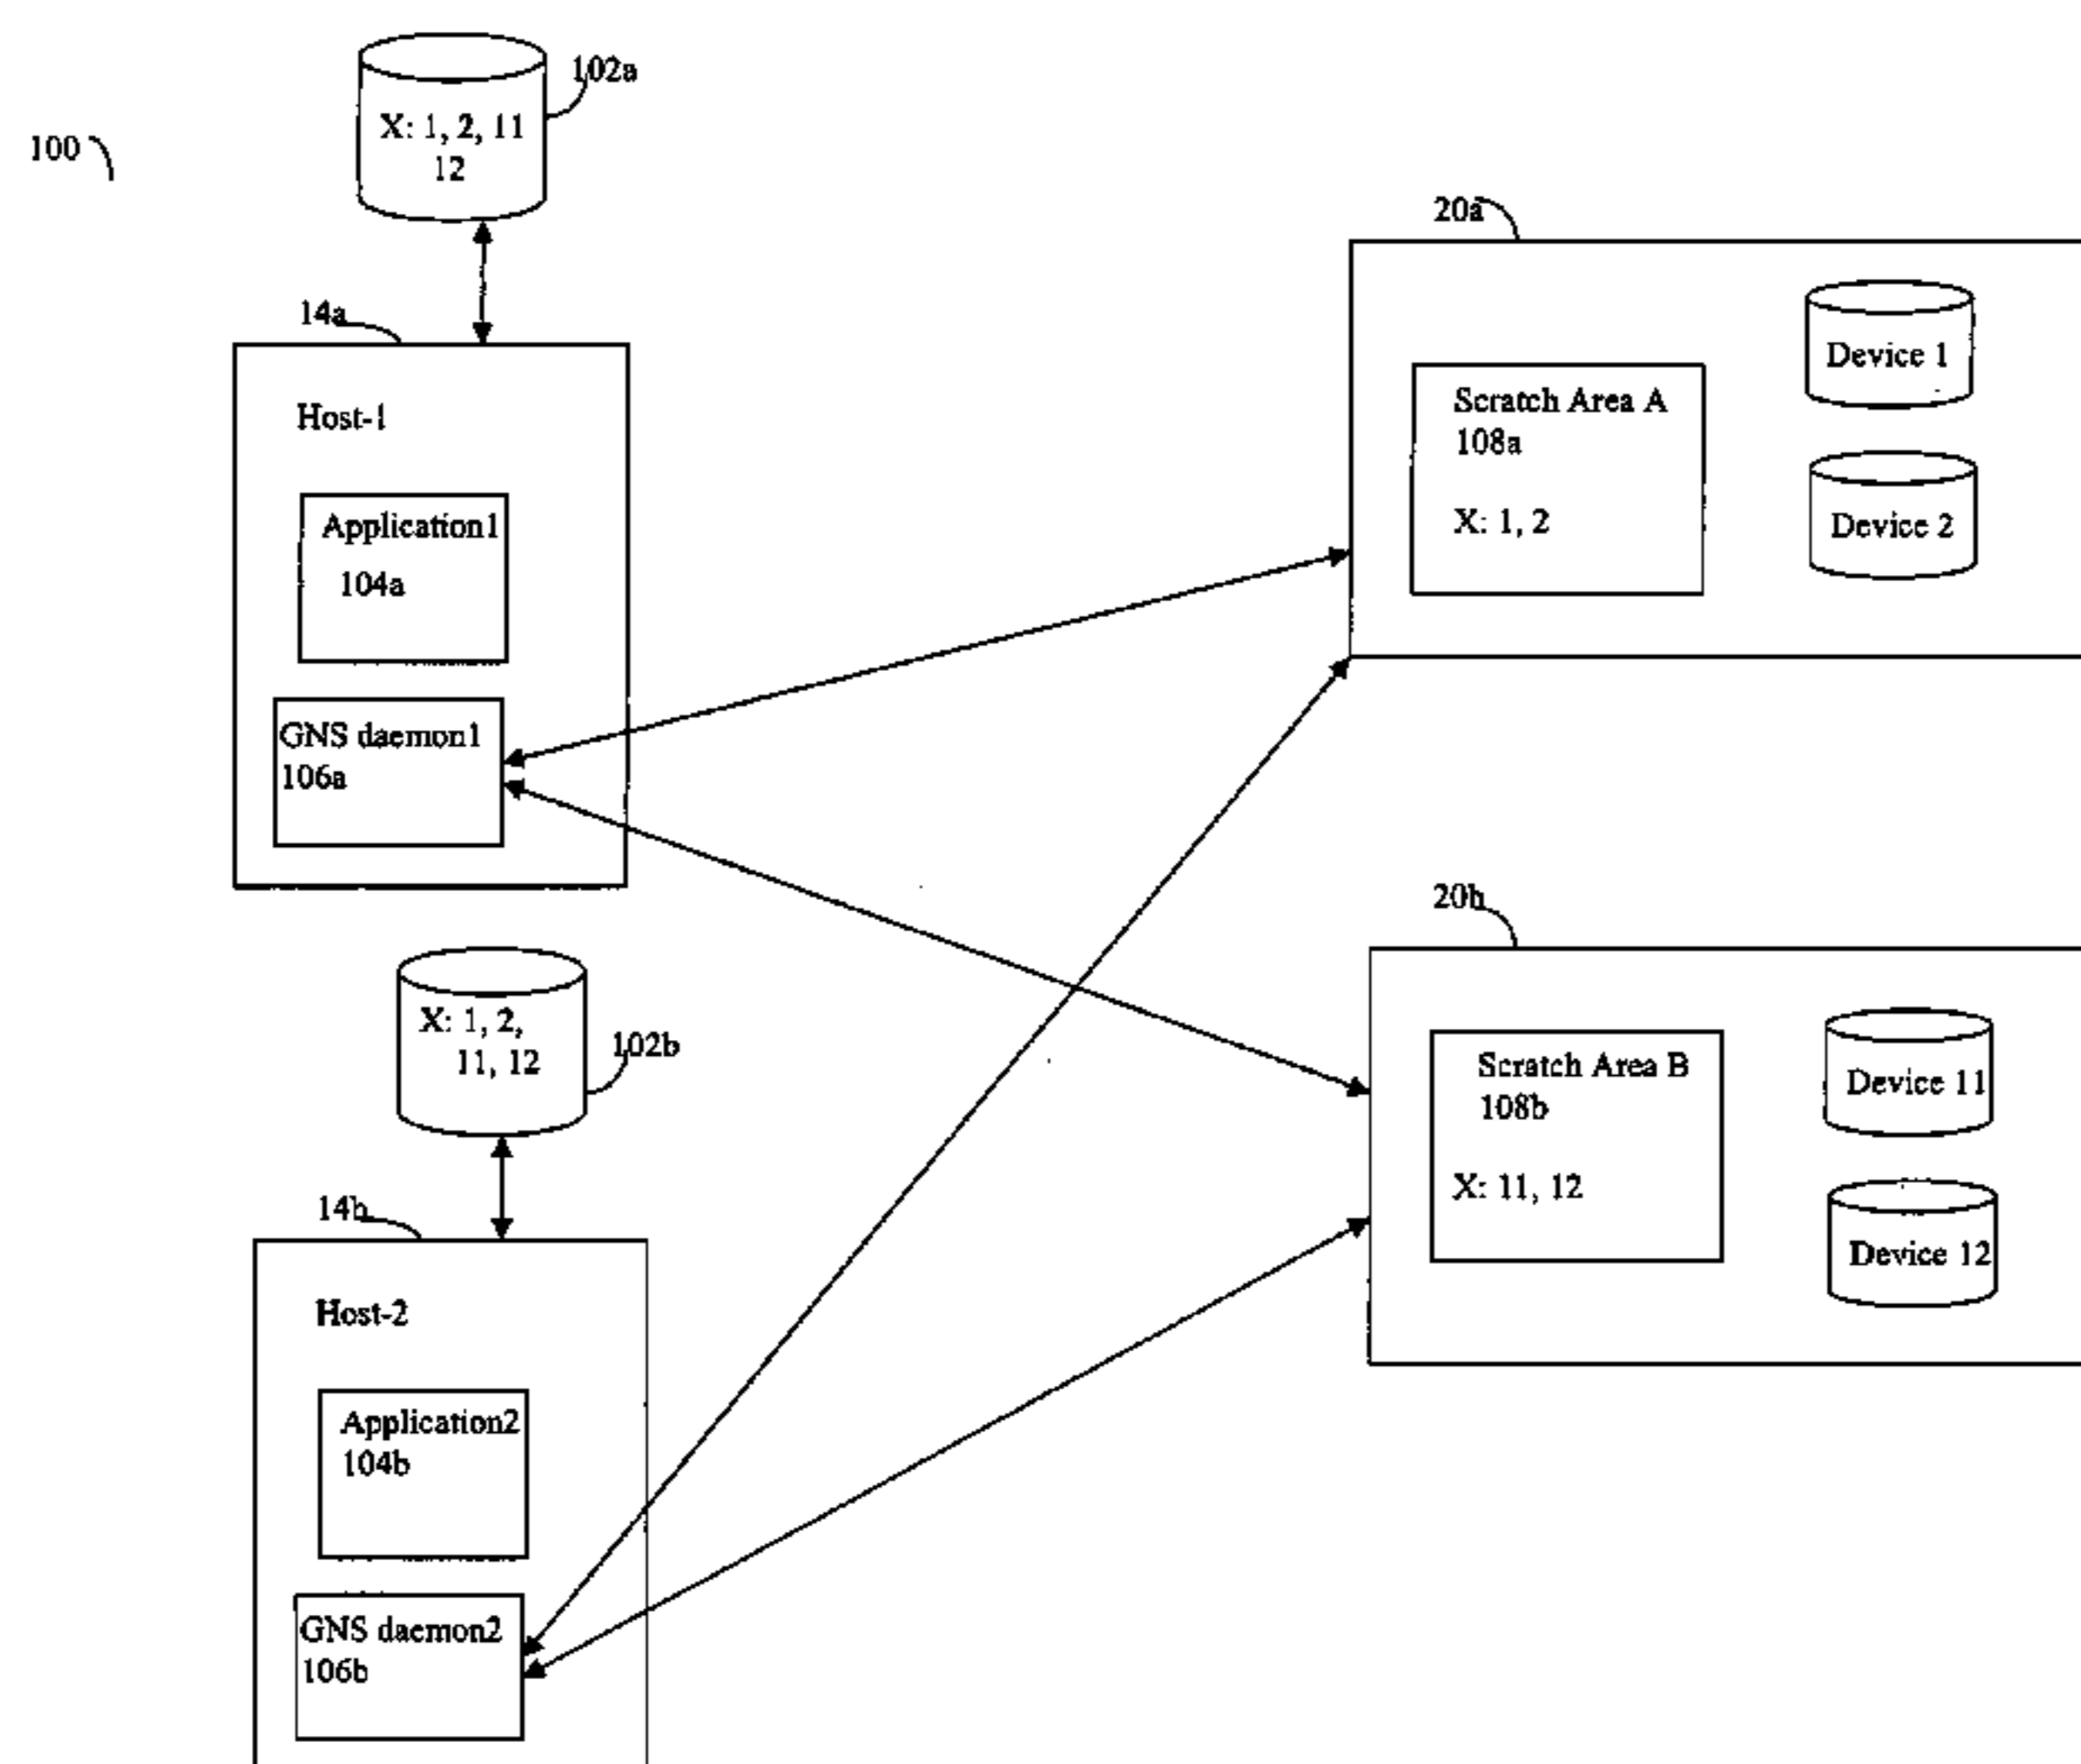 102a
X: 1, 2, 11
12
100
20a
14a
Device 1
Host-1
Scratch Area A
108a
Application1
X: 1, 2
Device 2
104a
GNS daemon1
106a
20b
X: 1, 2,
11, 12
102b
Scratch Area B
Device 11
108b
14b
X: 11, 12
Device 12
Host-2
Application2
104b
GNS daemon2
106b